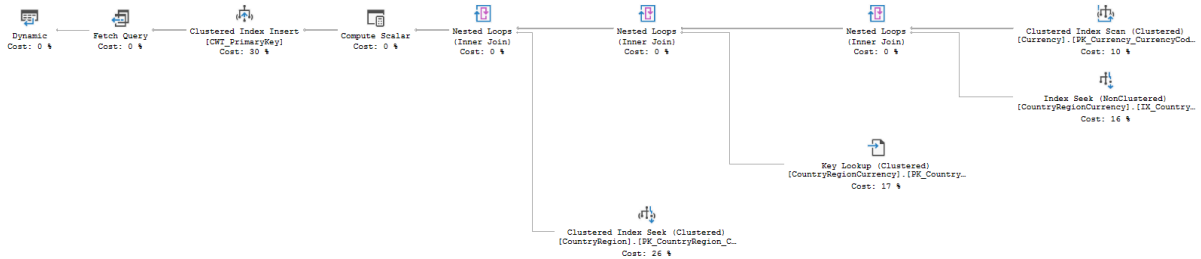 Dynamic
Cost: 0 %
Fetch Query
Cost: 0 %
Clustered Index Insert
[CWT_PrimaryKey]
Cost: 30 %
Compute Scalar
Cost: 0 %
Nested Loops
(Inner Join)
Cost: 0 %
Nested Loops
(Inner Join)
Cost: 0 %
Nested Loops
(Inner Join)
Cost: 0 %
Clustered Index Scan (Clustered)
[Currency].[PK_Currency_CurrencyCod…
Cost: 10 %
Index Seek (NonClustered)
[CountryRegionCurrency].[IX_Country…
Cost: 16 %
Key Lookup (Clustered)
[CountryRegionCurrency].[PK_Country…
Cost: 17 %
Clustered Index Seek (Clustered)
[CountryRegion].[PK_CountryRegion_C…
Cost: 26 %